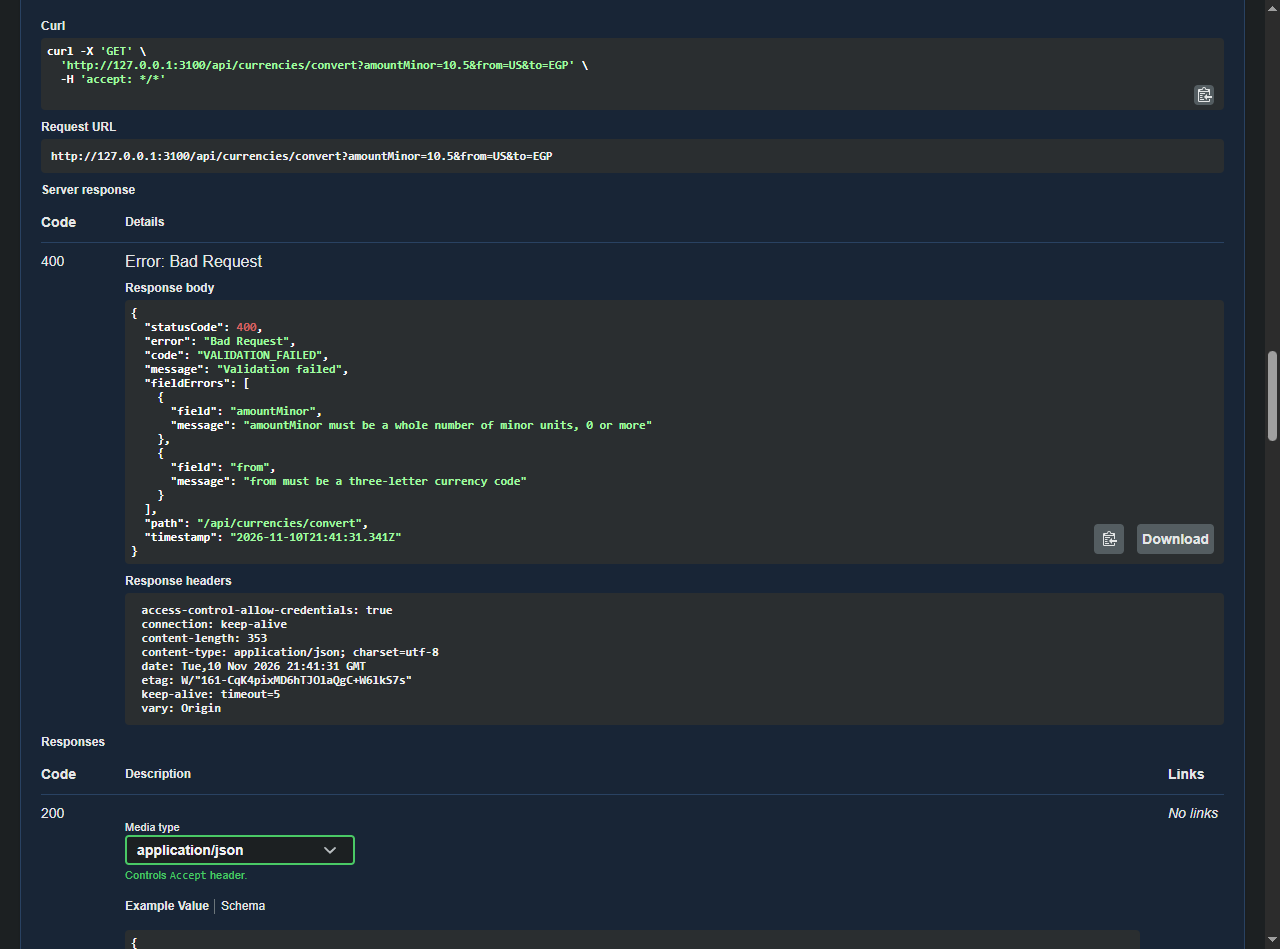 Curl
curl -X 'GET' \
  'http://127.0.0.1:3100/api/currencies/convert?amountMinor=10.5&from=US&to=EGP' \
  -H 'accept: */*'
Request URL
http://127.0.0.1:3100/api/currencies/convert?amountMinor=10.5&from=US&to=EGP
Server response
Code Details
400 Error: Bad Request
Response body
{
  "statusCode": 400,
  "error": "Bad Request",
  "code": "VALIDATION_FAILED",
  "message": "Validation failed",
  "fieldErrors": [
    {
      "field": "amountMinor",
      "message": "amountMinor must be a whole number of minor units, 0 or more"
    },
    {
      "field": "from",
      "message": "from must be a three-letter currency code"
    }
  ],
  "path": "/api/currencies/convert",
  "timestamp": "2026-11-10T21:41:31.341Z"
}
Download
Response headers
access-control-allow-credentials: true
connection: keep-alive
content-length: 353
content-type: application/json; charset=utf-8
date: Tue,10 Nov 2026 21:41:31 GMT
etag: W/"161-CqK4pixMD6hTJOlaQgC+W6lkS7s"
keep-alive: timeout=5
vary: Origin
Responses
Code Description Links
200 No links
Media type
application/json
Controls Accept header.
Example Value Schema
{